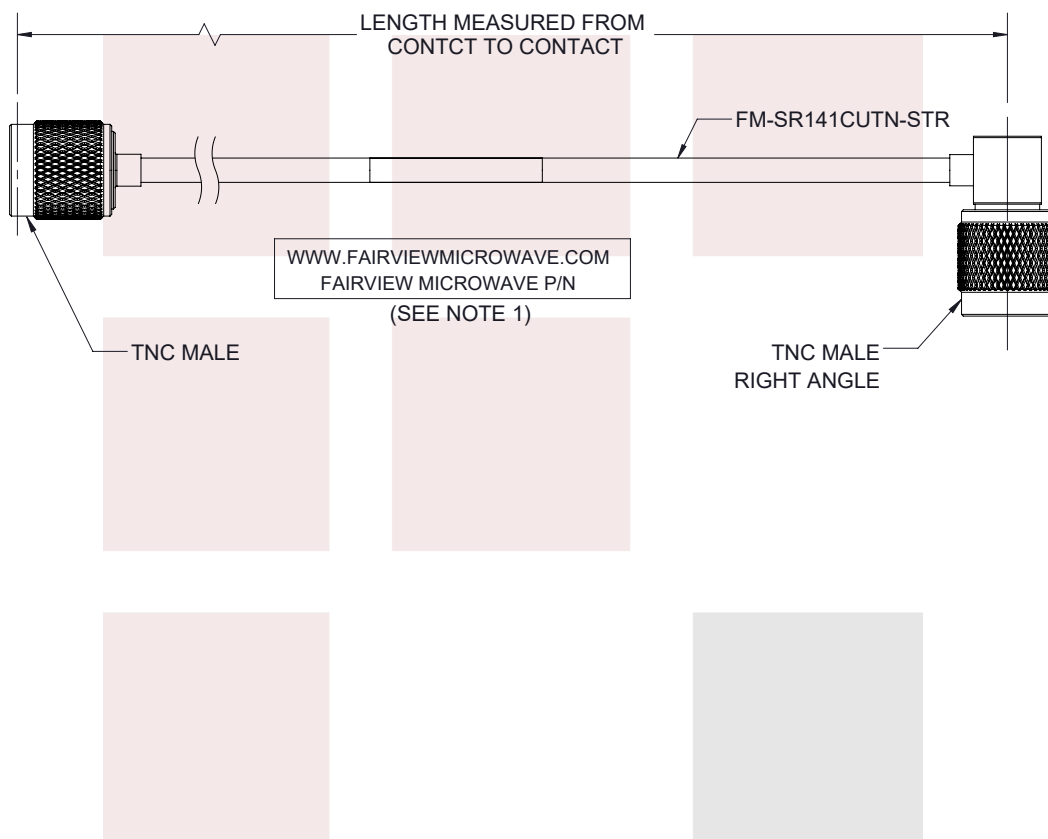 LENGTH MEASURED FROM
CONTCT TO CONTACT
FM-SR141CUTN-STR
WWW.FAIRVIEWMICROWAVE.COM
FAIRVIEW MICROWAVE P/N
(SEE NOTE 1)
TNC MALE
TNC MALE
RIGHT ANGLE